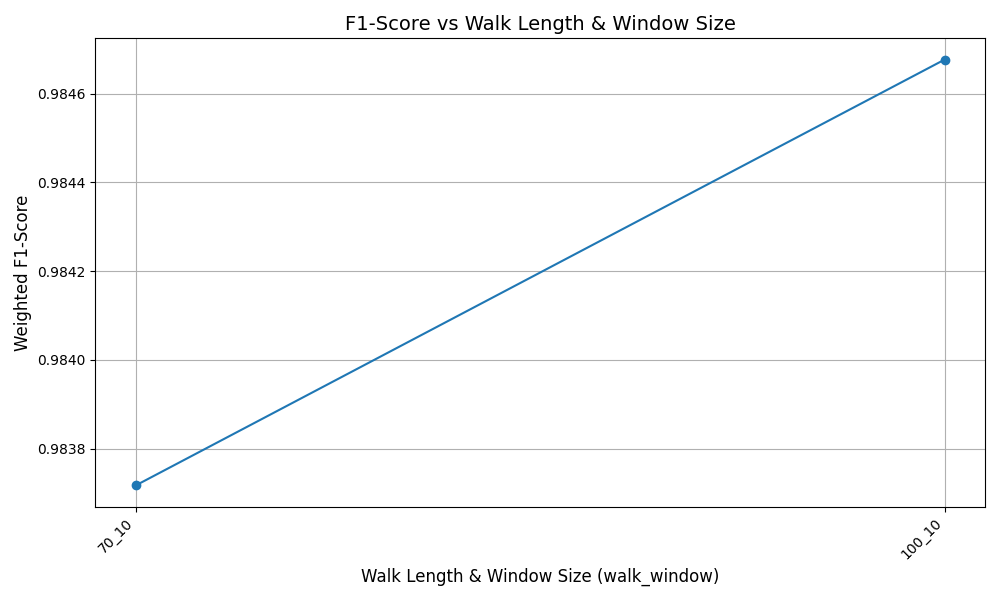 F1-Score vs Walk Length & Window Size
Weighted F1-Score
0.9846
0.9844
0.9842
0.9840
0.9838
70_10
100_10
Walk Length & Window Size (walk_window)